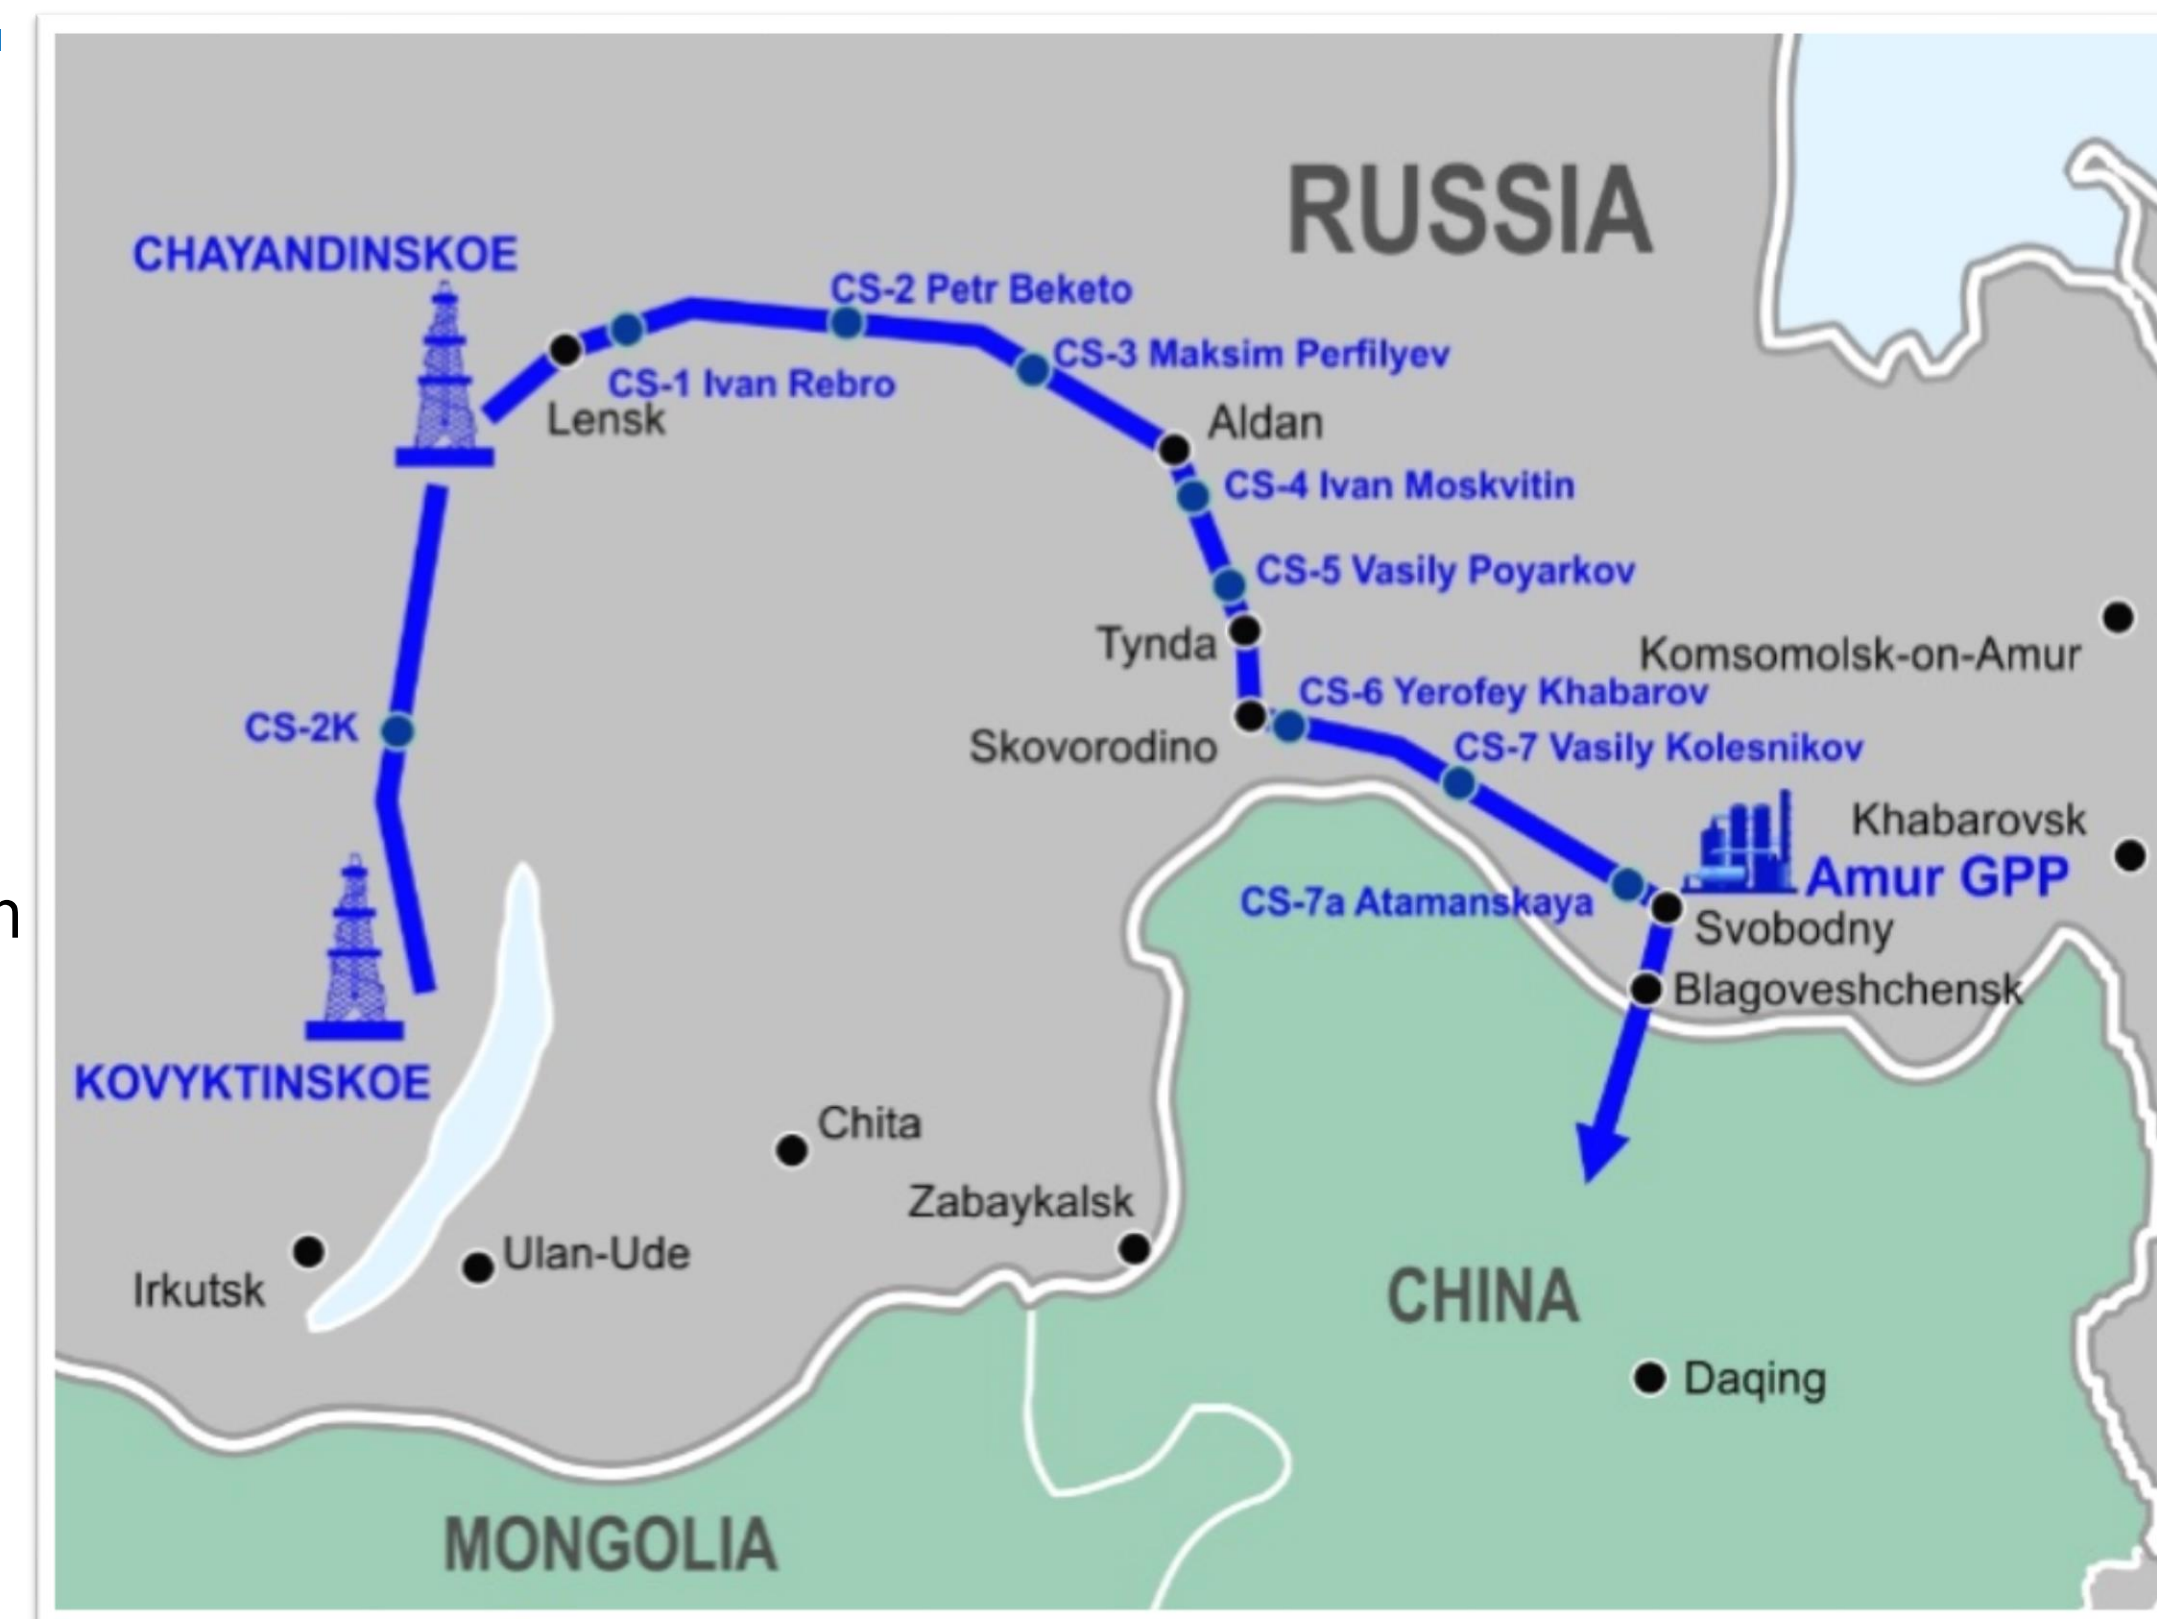 RUSSIA
CHAYANDINSKOE
CS-2 Petr Beketo
CS-3 Maksim Perfilyev
CS-1 Ivan Rebro
Lensk
Aldan
CS-4 Ivan Moskvitin
CS-5 Vasily Poyarkov
Tynda
Komsomolsk-on-Amur
CS-6 Yerofey Khabarov
CS-2K
Skovorodino
CS-7 Vasily Kolesnikov
Khabarovsk
Amur GPP
CS-7a Atamanskaya
n
Svobodny
Blagoveshchensk
KOVYKTINSKOE
Chita
Zabaykalsk
Ulan-Ude
Irkutsk
CHINA
Daqing
MONGOLIA